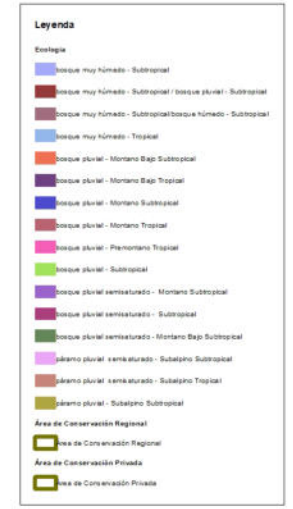 Leyenda
Ecología
bosque muy húmedo - Subtropical
bosque muy húmedo - Subtropical / bosque pluvial - Subtropical
bosque muy húmedo - Subtropical/bosque húmedo - Subtropical
bosque muy húmedo - Tropical
bosque pluvial - Montano Bajo Subtropical
bosque pluvial - Montano Bajo Tropical
bosque pluvial - Montano Subtropical
bosque pluvial - Montano Tropical
bosque pluvial - Premontano Tropical
bosque pluvial - Subtropical
bosque pluvial semisaturado - Montano Subtropical
bosque pluvial semisaturado - Subtropical
bosque pluvial semisaturado - Montano Bajo Subtropical
páramo pluvial semisaturado - Subalpino Subtropical
páramo pluvial semisaturado - Subalpino Tropical
páramo pluvial - Subalpino Subtropical
Área de Conservación Regional
Área de Conservación Regional
Área de Conservación Privada
Área de Conservación Privada